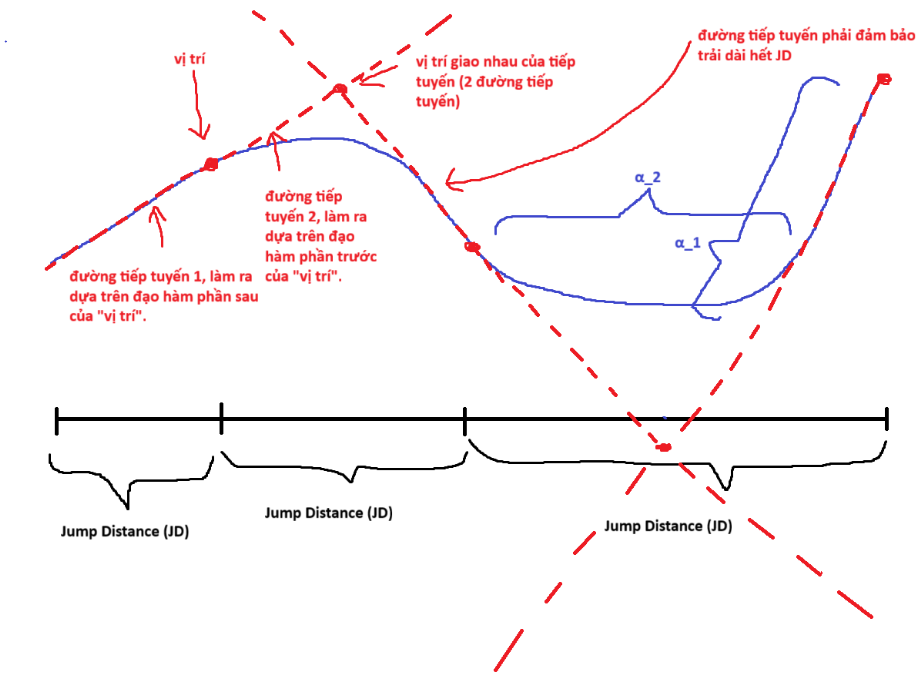 vị trí
vị trí giao nhau của tiếp
tuyến (2 đường tiếp
tuyến)
đường tiếp tuyến phải đảm bảo
trải dài hết JD
α_2
α_1
đường tiếp
tuyến 2, làm ra
dựa trên đạo
hàm phần trước
của "vị trí".
đường tiếp tuyến 1, làm ra
dựa trên đạo hàm phần sau
của "vị trí".
Jump Distance (JD)
Jump Distance (JD)
Jump Distance (JD)